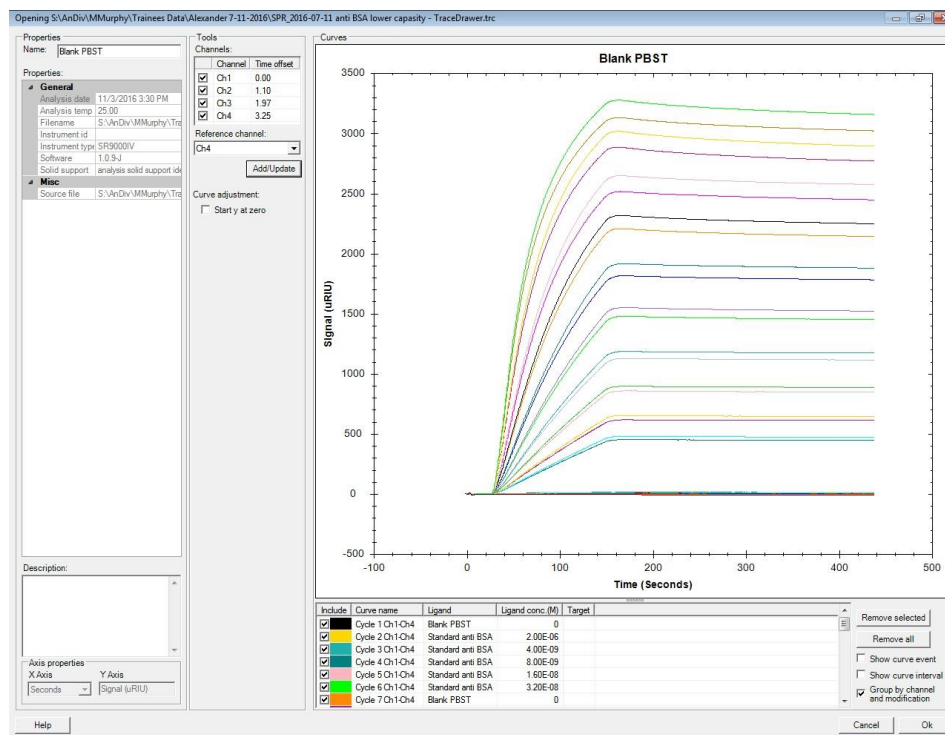 Opening S:\AnDiv\MMurphy\Trainees Data\Alexander 7-11-2016\SPR_2016-07-11 anti BSA lower capasity - TraceDrawer.trc
Properties
Name: Blank PBST
Properties:
General
Analysis date 11/3/2016 3:30 PM
Analysis temp 25.00
Filename S:\AnDiv\MMurphy\Tra
Instrument id
Instrument type SR9000IV
Software 1.0.9-J
Solid support analysis solid support ide
Misc
Source file S:\AnDiv\MMurphy\Tra
Description:
Axis properties
X Axis Y Axis
Seconds Signal (uRIU)
Help
Tools
Channels:
Channel Time offset
Ch1 0.00
Ch2 1.10
Ch3 1.97
Ch4 3.25
Reference channel:
Ch4
Add/Update
Curve adjustment:
Start y at zero
Curves
Blank PBST
3500
3000
2500
2000
1500
1000
500
0
-500
Signal (uRIU)
-100 0 100 200 300 400 500
Time (Seconds)
Include Curve name Ligand Ligand conc.(M) Target
Cycle 1 Ch1-Ch4 Blank PBST 0
Cycle 2 Ch1-Ch4 Standard anti BSA 2.00E-06
Cycle 3 Ch1-Ch4 Standard anti BSA 4.00E-09
Cycle 4 Ch1-Ch4 Standard anti BSA 8.00E-09
Cycle 5 Ch1-Ch4 Standard anti BSA 1.60E-08
Cycle 6 Ch1-Ch4 Standard anti BSA 3.20E-08
Cycle 7 Ch1-Ch4 Blank PBST 0
Remove selected
Remove all
Show curve event
Show curve interval
Group by channel
and modification
Cancel Ok